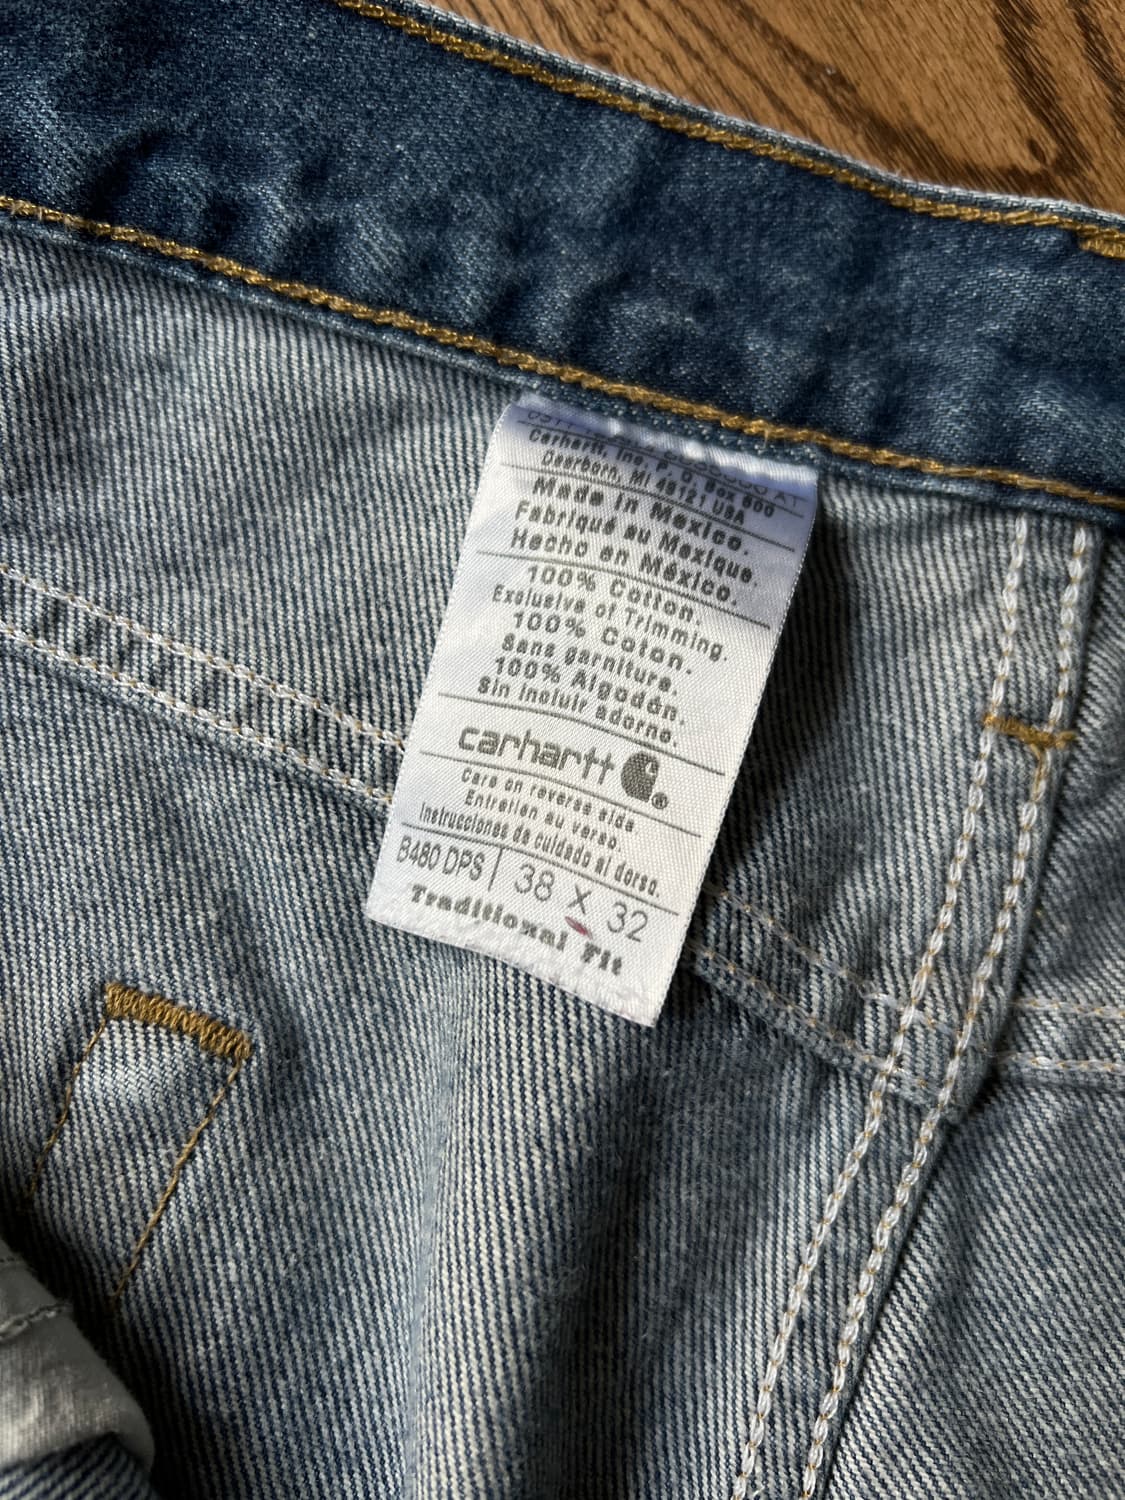 Carhartt, Inc. P. O. Box 600
Dearborn, MI 48121 USA
Made in Mexico.
Fabriqué au Mexique.
Hecho en México.
100% Cotton.
Exclusive of Trimming.
100% Coton.
Sans garniture.
100% Algodón.
Sin incluir adorno.
carhartt ®
Care on reverse side
Entretien au verso.
Instrucciones de cuidado al dorso.
B480 DPS | 38 X 32
Traditional Fit